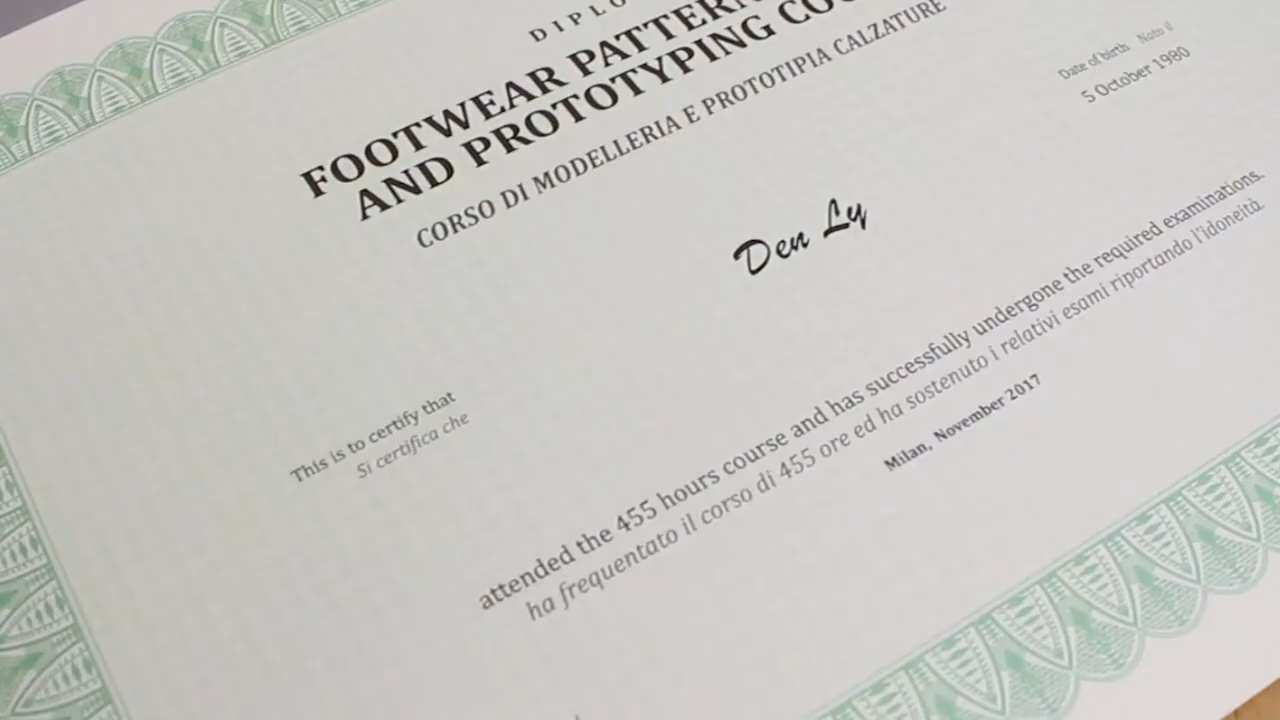 DIPLO
FOOTWEAR PATTERN
AND PROTOTYPING COU
CORSO DI MODELLERIA E PROTOTIPIA CALZATURE
This is to certify that
Si certifica che
Den Ly
Date of birth Nato il
5 October 1980
attended the 455 hours course and has successfully undergone the required examinations.
ha frequentato il corso di 455 ore ed ha sostenuto i relativi esami riportando l'idoneità.
Milan, November 2017